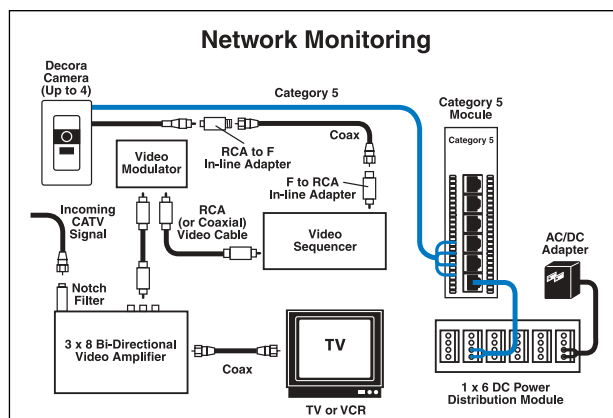 Network Monitoring
Decora
Camera
(Up to 4)
Category 5
Category 5
Mocule
Category 5
RCA to F
In-line Adapter
Coax
Video
Modulator
F to RCA
In-line Adapter
Incoming
CATV
Signal
RCA
(or Coaxial)
Video Cable
Video
Sequencer
AC/DC
Adapter
Notch
Filter
3 x 8 Bi-Directional
Video Amplifier
Coax
TV
TV or VCR
1 x 6 DC Power
Distribution Module